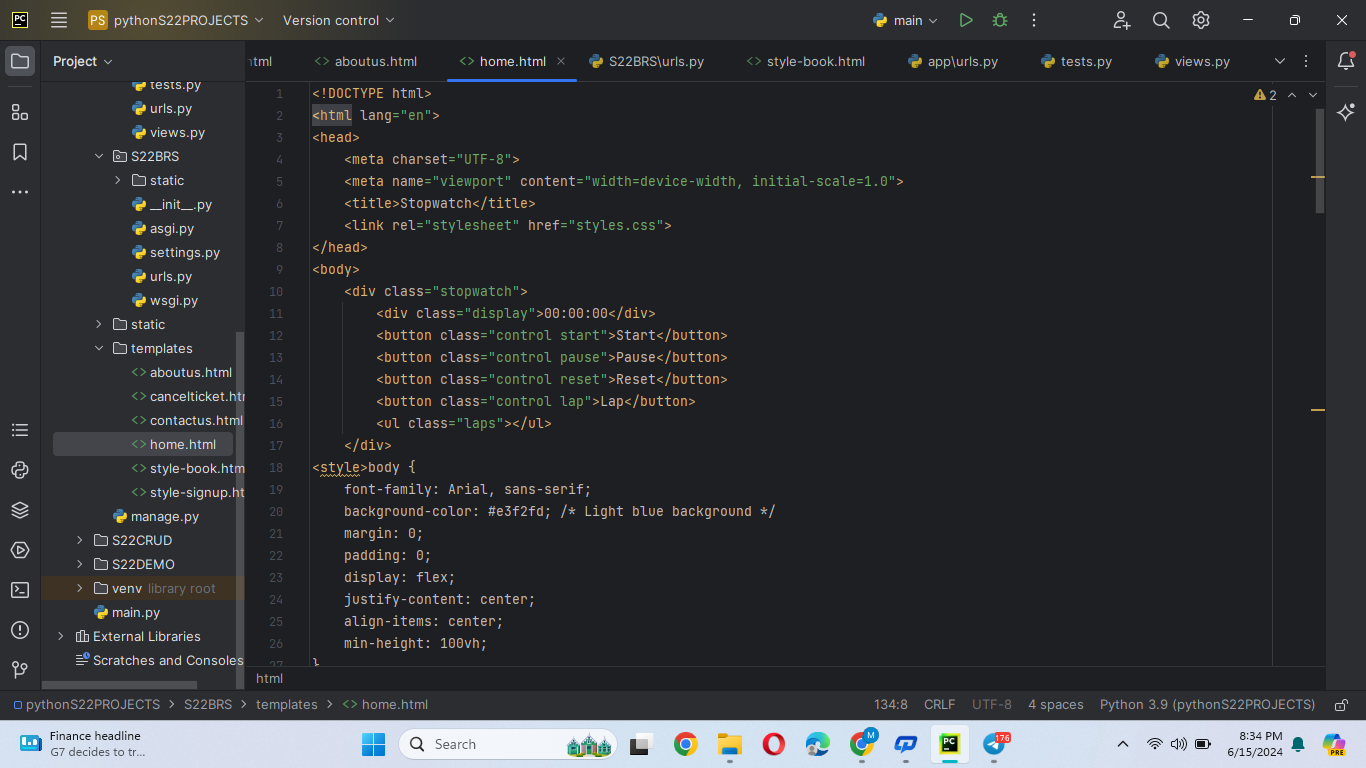 PC
PS pythonS22PROJECTS
Version control
main
Project
html
aboutus.html
home.html
S22BRS\urls.py
style-book.html
app\urls.py
tests.py
views.py
tests.py
urls.py
views.py
S22BRS
static
__init__.py
asgi.py
settings.py
urls.py
wsgi.py
static
templates
aboutus.html
cancelticket.htm
contactus.html
home.html
style-book.htm
style-signup.ht
manage.py
S22CRUD
S22DEMO
venv library root
main.py
External Libraries
Scratches and Consoles
2
1 <!DOCTYPE html>
2 <html lang="en">
3 <head>
4 <meta charset="UTF-8">
5 <meta name="viewport" content="width=device-width, initial-scale=1.0">
6 <title>Stopwatch</title>
7 <link rel="stylesheet" href="styles.css">
8 </head>
9 <body>
10 <div class="stopwatch">
11 <div class="display">00:00:00</div>
12 <button class="control start">Start</button>
13 <button class="control pause">Pause</button>
14 <button class="control reset">Reset</button>
15 <button class="control lap">Lap</button>
16 <ul class="laps"></ul>
17 </div>
18 <style>body {
19 font-family: Arial, sans-serif;
20 background-color: #e3f2fd; /* Light blue background */
21 margin: 0;
22 padding: 0;
23 display: flex;
24 justify-content: center;
25 align-items: center;
26 min-height: 100vh;
27 }
html
pythonS22PROJECTS > S22BRS > templates > <> home.html
134:8 CRLF UTF-8 4 spaces Python 3.9 (pythonS22PROJECTS)
Finance headline
G7 decides to tr...
Search
M
PC
176
8:34 PM
6/15/2024
PRE